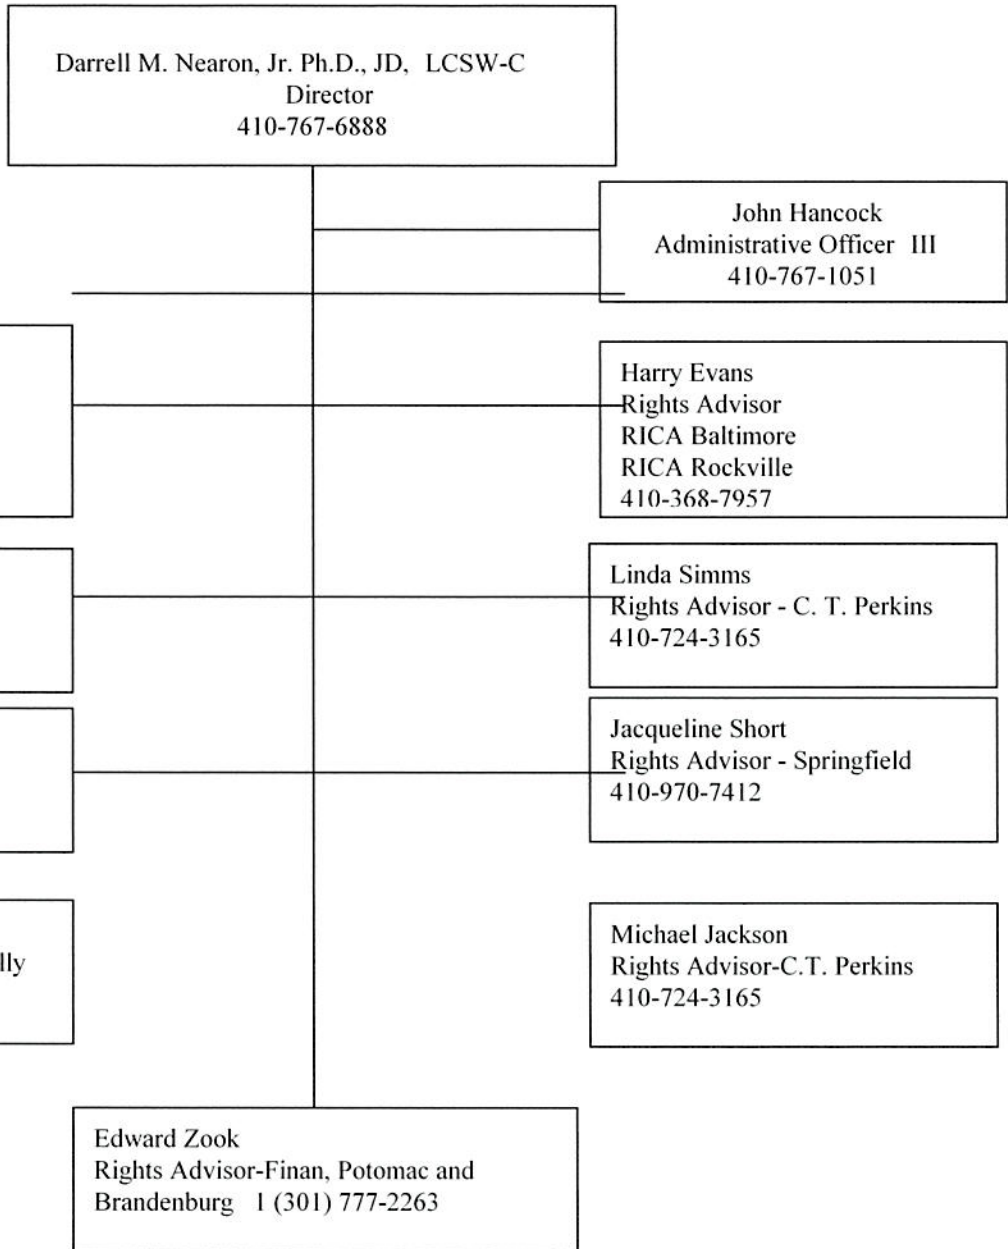 Darrell M. Nearon, Jr. Ph.D., JD, LCSW-C
Director
410-767-6888
John Hancock
Administrative Officer III
410-767-1051
Harry Evans
Rights Advisor
RICA Baltimore
RICA Rockville
410-368-7957
Linda Simms
Rights Advisor - C. T. Perkins
410-724-3165
Jacqueline Short
Rights Advisor - Springfield
410-970-7412
lly
Michael Jackson
Rights Advisor-C.T. Perkins
410-724-3165
Edward Zook
Rights Advisor-Finan, Potomac and
Brandenburg 1 (301) 777-2263